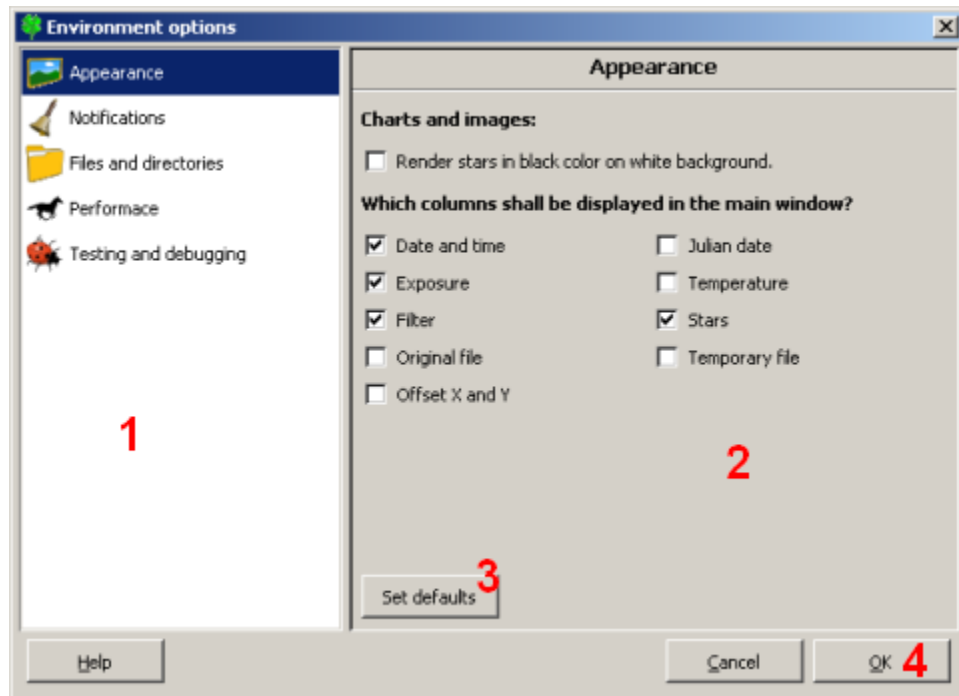 Environment options
Appearance
Notifications
Files and directories
Performace
Testing and debugging
1
Appearance
Charts and images:
Render stars in black color on white background.
Which columns shall be displayed in the main window?
Date and time Julian date
Exposure Temperature
Filter Stars
Original file Temporary file
Offset X and Y
2
Set defaults 3
Help Cancel OK 4